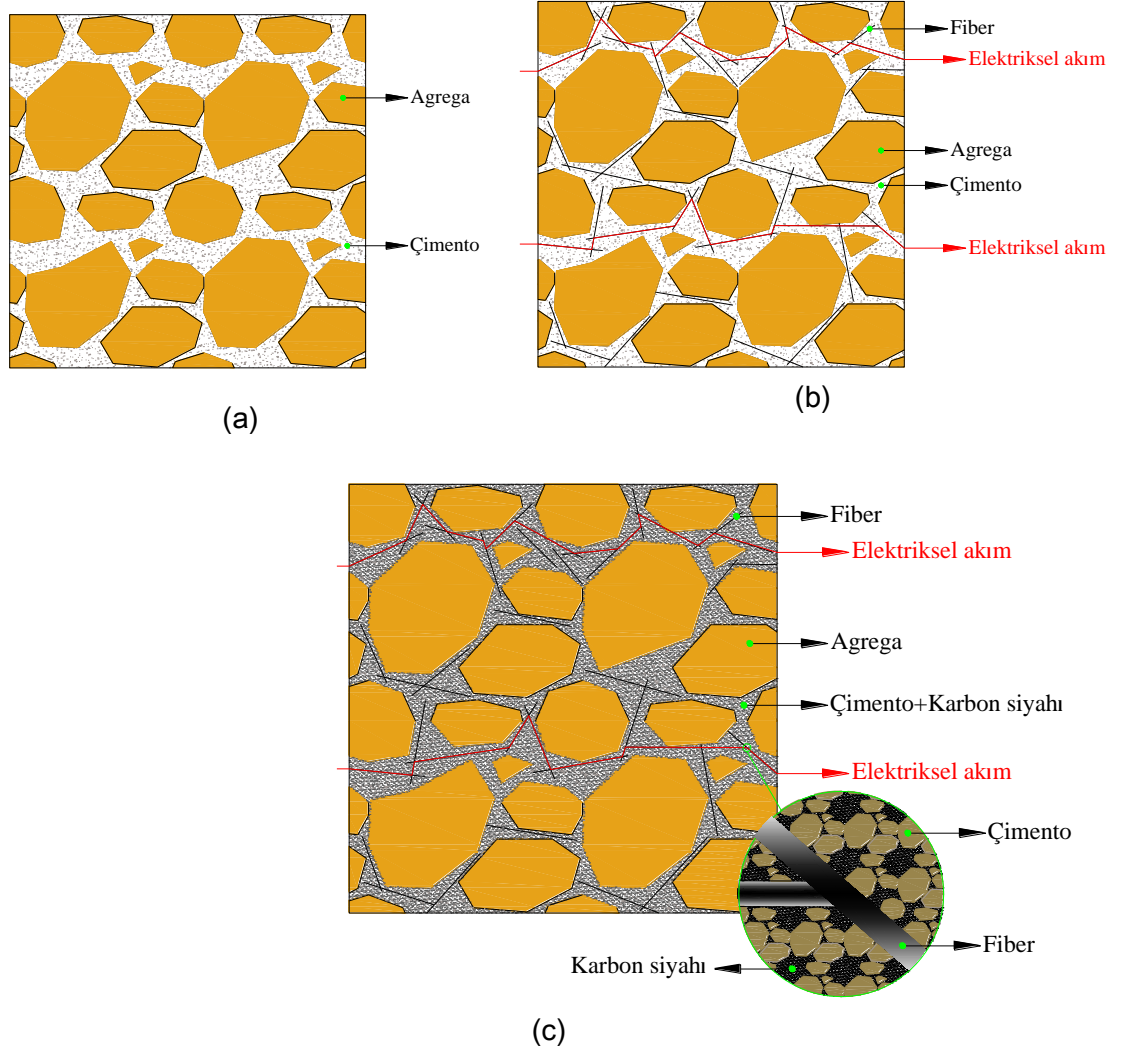 Agrega
Çimento
(a)
Fiber
Elektriksel akım
Agrega
Çimento
Elektriksel akım
(b)
Fiber
Elektriksel akım
Agrega
Çimento+Karbon siyahı
Elektriksel akım
Çimento
Fiber
Karbon siyahı
(c)